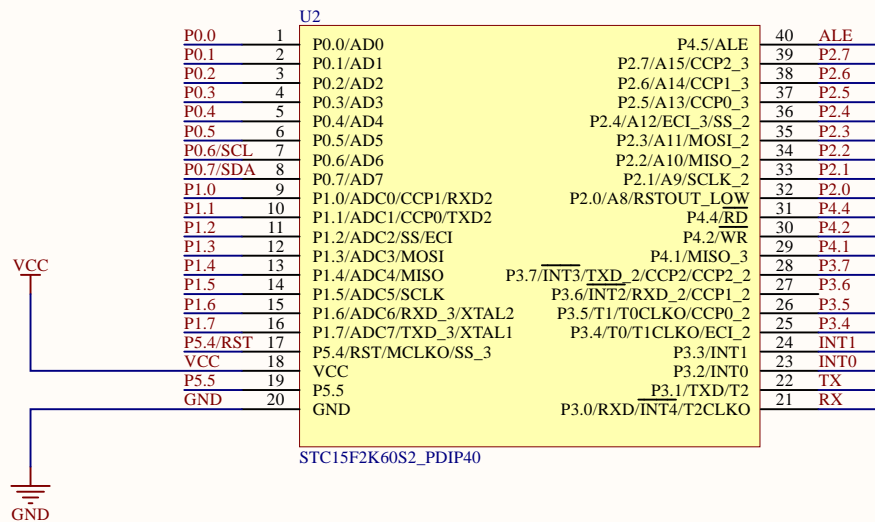 U2
P0.0 1 P0.0/AD0 P4.5/ALE 40 ALE
P0.1 2 P0.1/AD1 P2.7/A15/CCP2_3 39 P2.7
P0.2 3 P0.2/AD2 P2.6/A14/CCP1_3 38 P2.6
P0.3 4 P0.3/AD3 P2.5/A13/CCP0_3 37 P2.5
P0.4 5 P0.4/AD4 P2.4/A12/ECI_3/SS_2 36 P2.4
P0.5 6 P0.5/AD5 P2.3/A11/MOSI_2 35 P2.3
P0.6/SCL 7 P0.6/AD6 P2.2/A10/MISO_2 34 P2.2
P0.7/SDA 8 P0.7/AD7 P2.1/A9/SCLK_2 33 P2.1
P1.0 9 P1.0/ADC0/CCP1/RXD2 P2.0/A8/RSTOUT_LOW 32 P2.0
P1.1 10 P1.1/ADC1/CCP0/TXD2 P4.4/RD 31 P4.4
P1.2 11 P1.2/ADC2/SS/ECI P4.2/WR 30 P4.2
P1.3 12 P1.3/ADC3/MOSI P4.1/MISO_3 29 P4.1
VCC P1.4 13 P1.4/ADC4/MISO P3.7/INT3/TXD_2/CCP2/CCP2_2 28 P3.7
P1.5 14 P1.5/ADC5/SCLK P3.6/INT2/RXD_2/CCP1_2 27 P3.6
P1.6 15 P1.6/ADC6/RXD_3/XTAL2 P3.5/T1/T0CLKO/CCP0_2 26 P3.5
P1.7 16 P1.7/ADC7/TXD_3/XTAL1 P3.4/T0/T1CLKO/ECI_2 25 P3.4
P5.4/RST 17 P5.4/RST/MCLKO/SS_3 P3.3/INT1 24 INT1
VCC 18 VCC P3.2/INT0 23 INT0
P5.5 19 P5.5 P3.1/TXD/T2 22 TX
GND 20 GND P3.0/RXD/INT4/T2CLKO 21 RX
STC15F2K60S2_PDIP40
GND